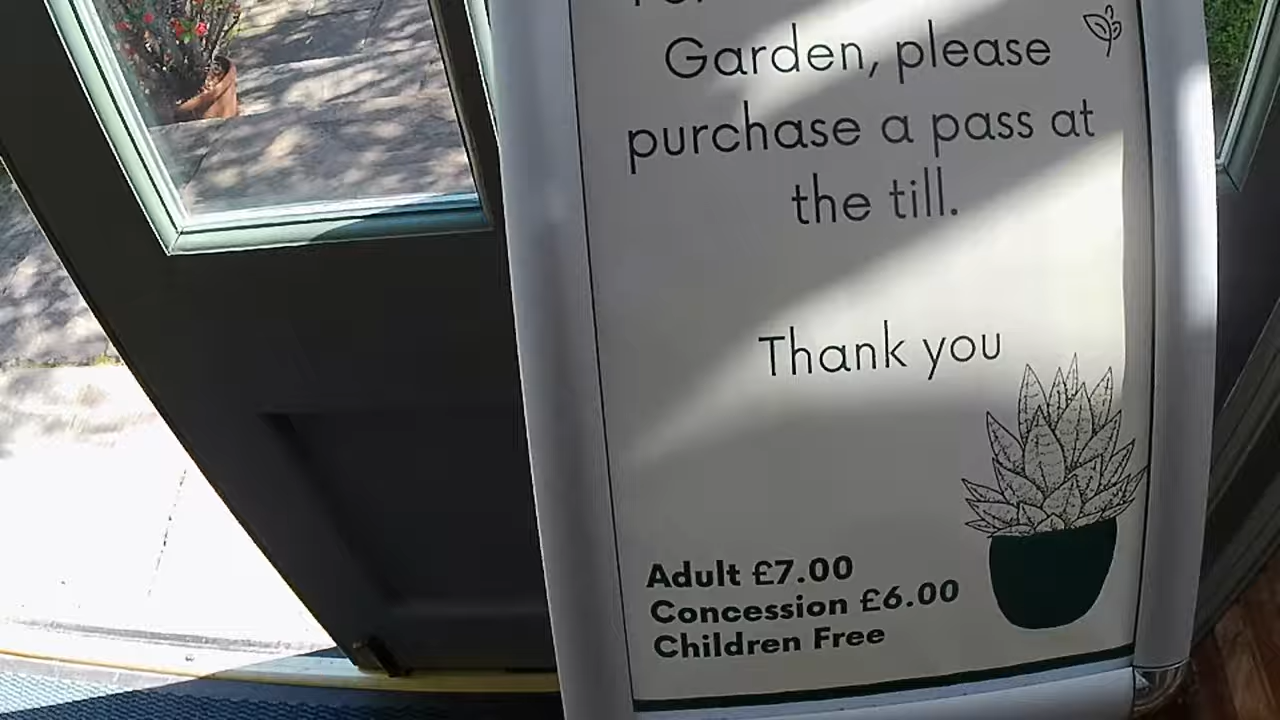 Garden, please
purchase a pass at
the till.
Thank you
Adult £7.00
Concession £6.00
Children Free